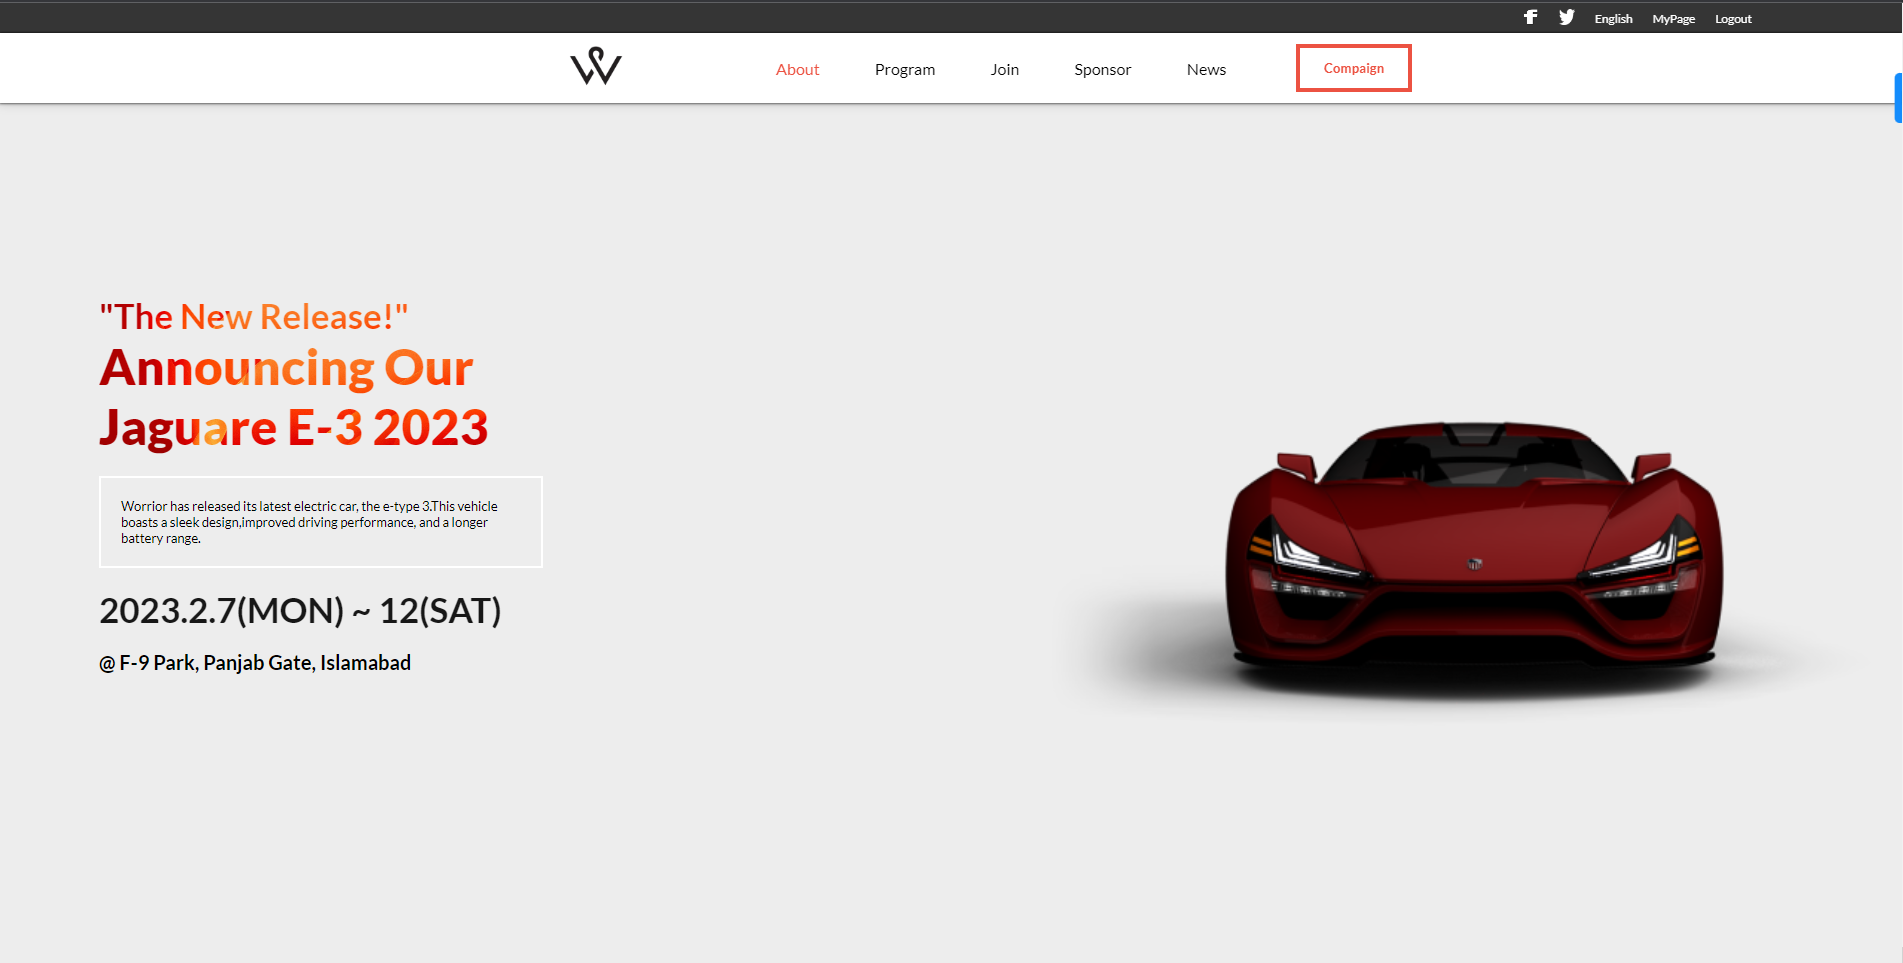 English MyPage Logout
About Program Join Sponsor News Compaign
"The New Release!"
Announcing Our
Jaguare E-3 2023
Worrior has released its latest electric car, the e-type 3.This vehicle
boasts a sleek design,improved driving performance, and a longer
battery range.
2023.2.7(MON) ~ 12(SAT)
@ F-9 Park, Panjab Gate, Islamabad